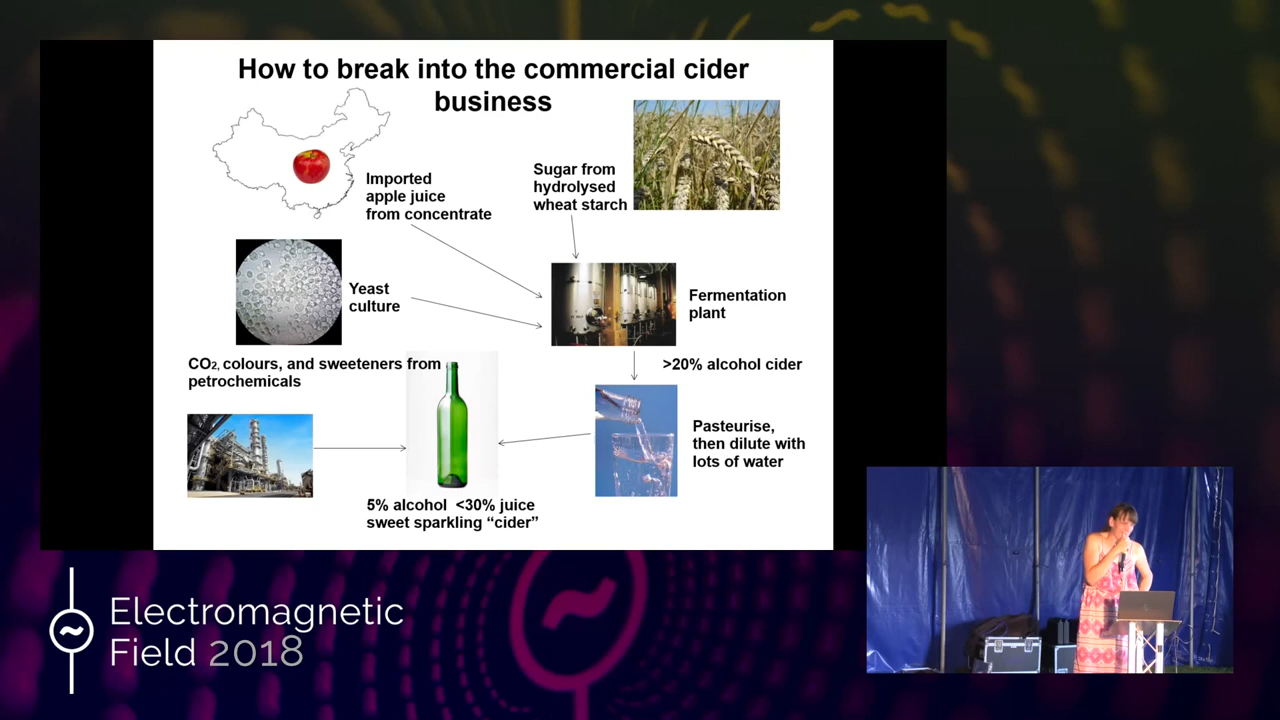 How to break into the commercial cider
business
Imported
apple juice
from concentrate
Sugar from
hydrolysed
wheat starch
Yeast
culture
Fermentation
plant
CO2, colours, and sweeteners from
petrochemicals
>20% alcohol cider
Pasteurise,
then dilute with
lots of water
5% alcohol <30% juice
sweet sparkling “cider”
Electromagnetic
Field 2018